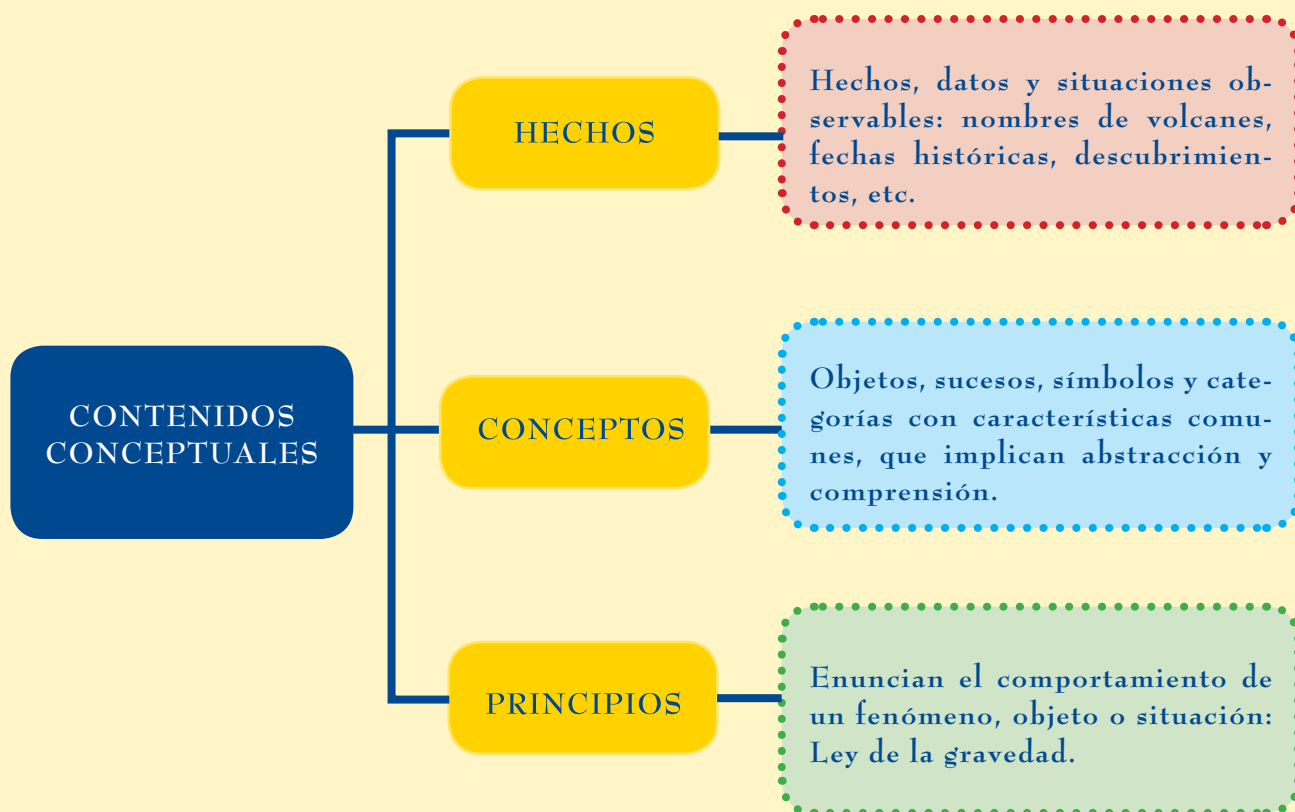 HECHOS
Hechos, datos y situaciones ob-
servables: nombres de volcanes,
fechas históricas, descubrimien-
tos, etc.
CONTENIDOS
CONCEPTUALES
CONCEPTOS
Objetos, sucesos, símbolos y cate-
gorías con características comu-
nes, que implican abstracción y
comprensión.
PRINCIPIOS
Enuncian el comportamiento de
un fenómeno, objeto o situación:
Ley de la gravedad.